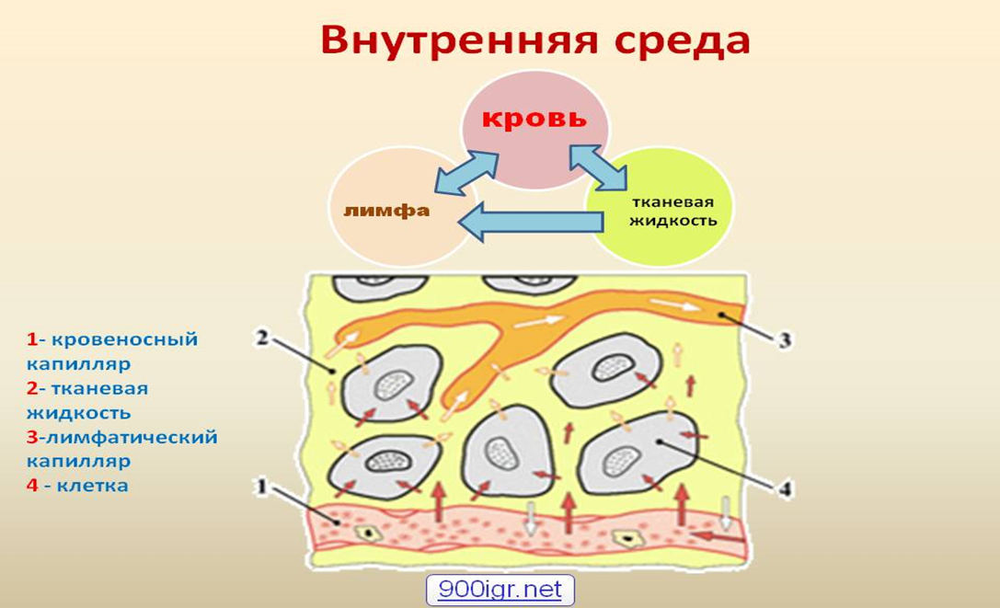 Внутренняя среда
кровь
лимфа
тканевая
жидкость
1- кровеносный
капилляр
2- тканевая
жидкость
3-лимфатический
капилляр
4 - клетка
2
3
1
4
900igr.net